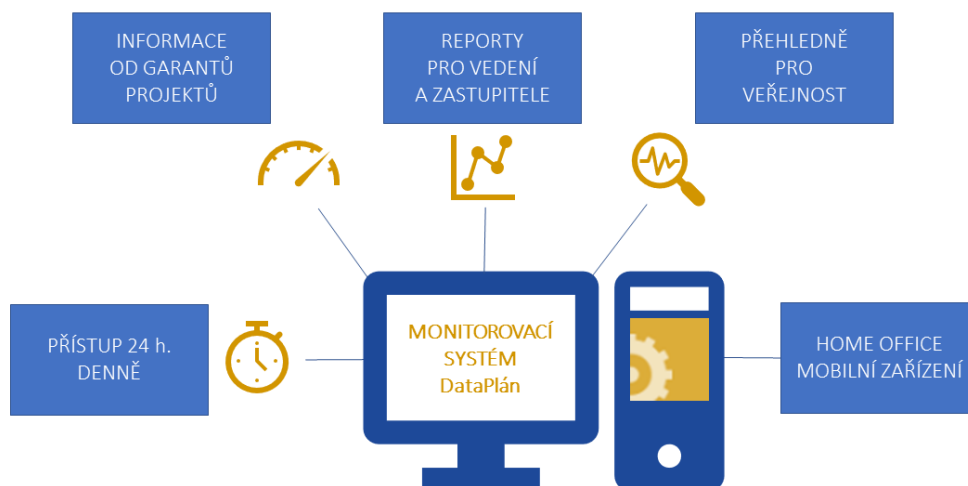 INFORMACE
OD GARANTŮ
PROJEKTŮ
REPORTY
PRO VEDENÍ
A ZASTUPITELE
PŘEHLEDNĚ
PRO
VEŘEJNOST
PŘÍSTUP 24 h.
DENNĚ
MONITOROVACÍ
SYSTÉM
DataPlán
HOME OFFICE
MOBILNÍ ZAŘÍZENÍ